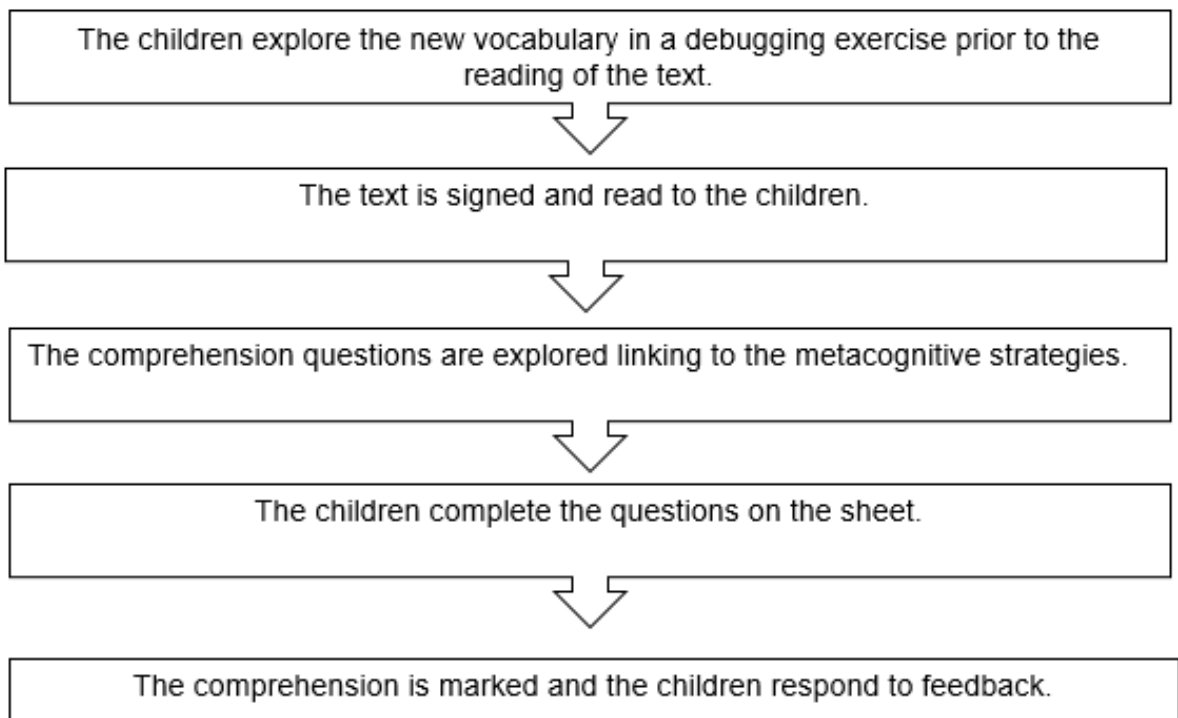 The children explore the new vocabulary in a debugging exercise prior to the
reading of the text.
The text is signed and read to the children.
The comprehension questions are explored linking to the metacognitive strategies.
The children complete the questions on the sheet.
The comprehension is marked and the children respond to feedback.